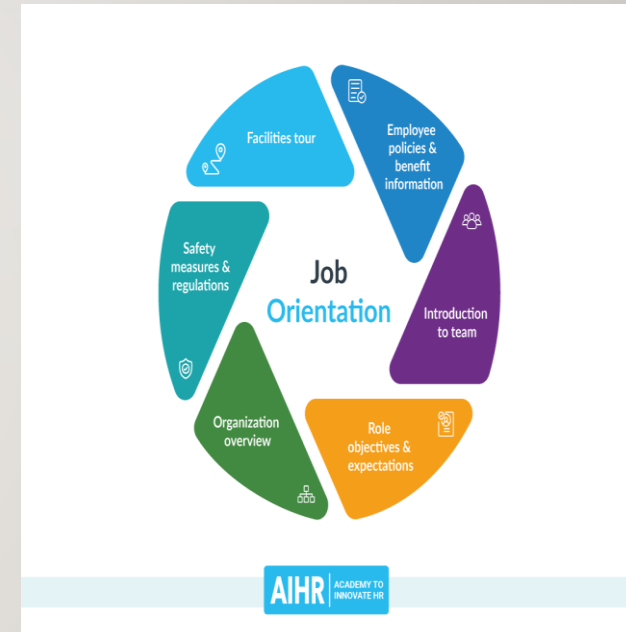 Facilities tour
Employee
policies &
benefit
information
Safety
measures &
regulations
Job
Orientation
Introduction
to team
Organization
overview
Role
objectives &
expectations
AIHR
ACADEMY TO
INNOVATE HR